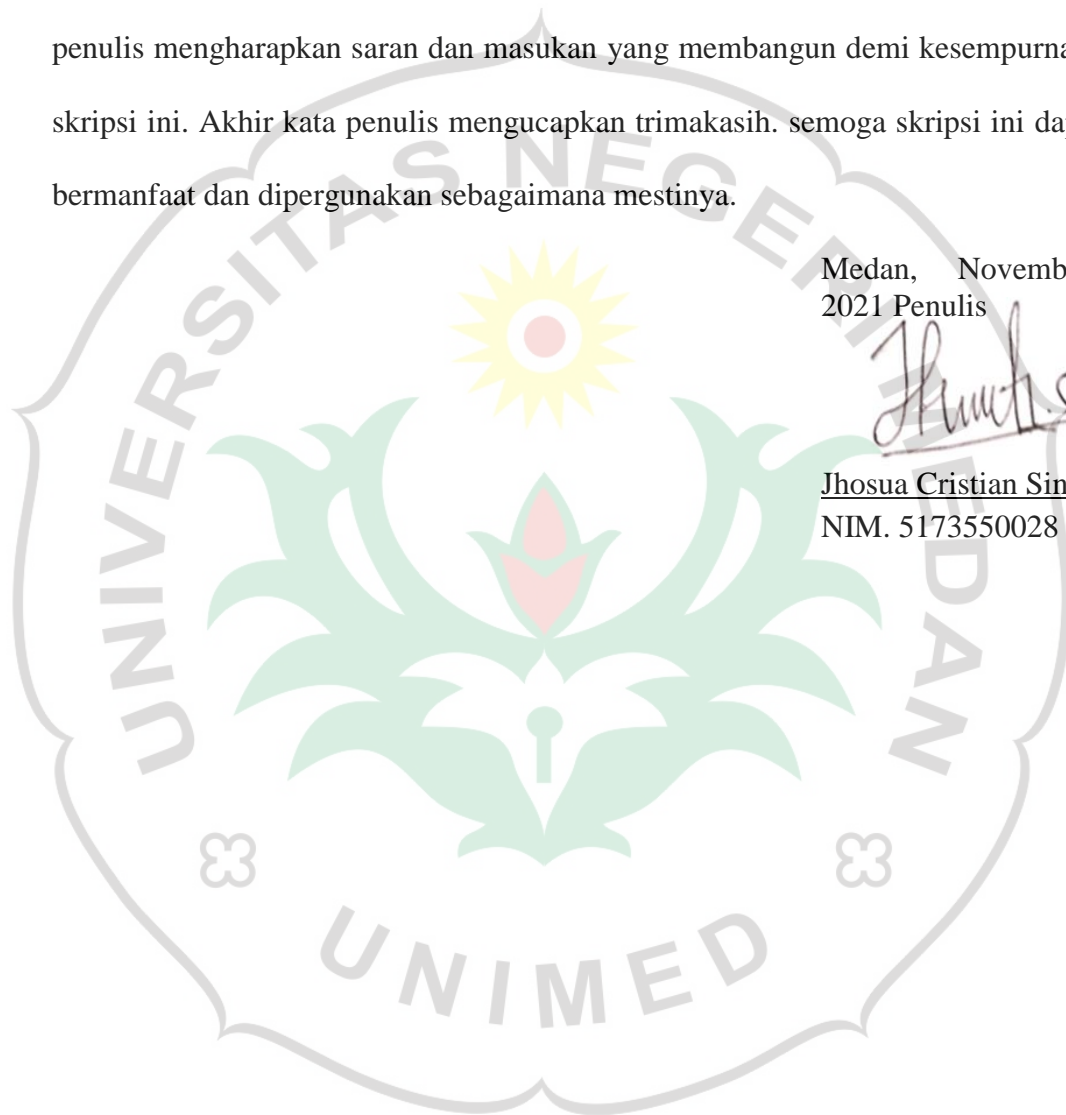 penulis mengharapkan saran dan masukan yang membangun demi kesempurna
skripsi ini. Akhir kata penulis mengucapkan trimakasih. semoga skripsi ini da
bermanfaat dan dipergunakan sebagaimana mestinya.
Medan, Novemb
2021 Penulis
Jhosua Cristian Sin
NIM. 5173550028
UNIVERSITAS NEGERI MEDAN
UNIMED